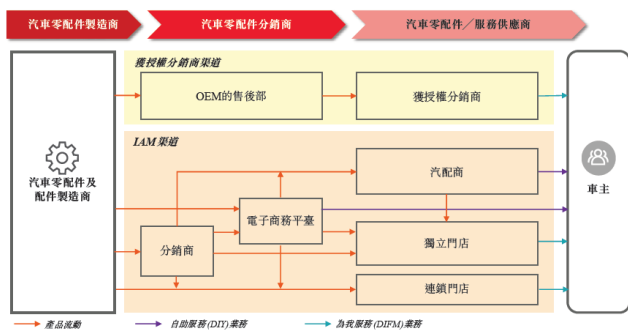 汽車零配件製造商
汽車零配件分銷商
汽車零配件／服務供應商
獲授權分銷商渠道
OEM的售後部
獲授權分銷商
IAM渠道
汽車零配件及
配件製造商
汽配商
電子商務平臺
分銷商
獨立門店
連鎖門店
車主
產品流動
自助服務(DIY)業務
為我服務(DIFM)業務